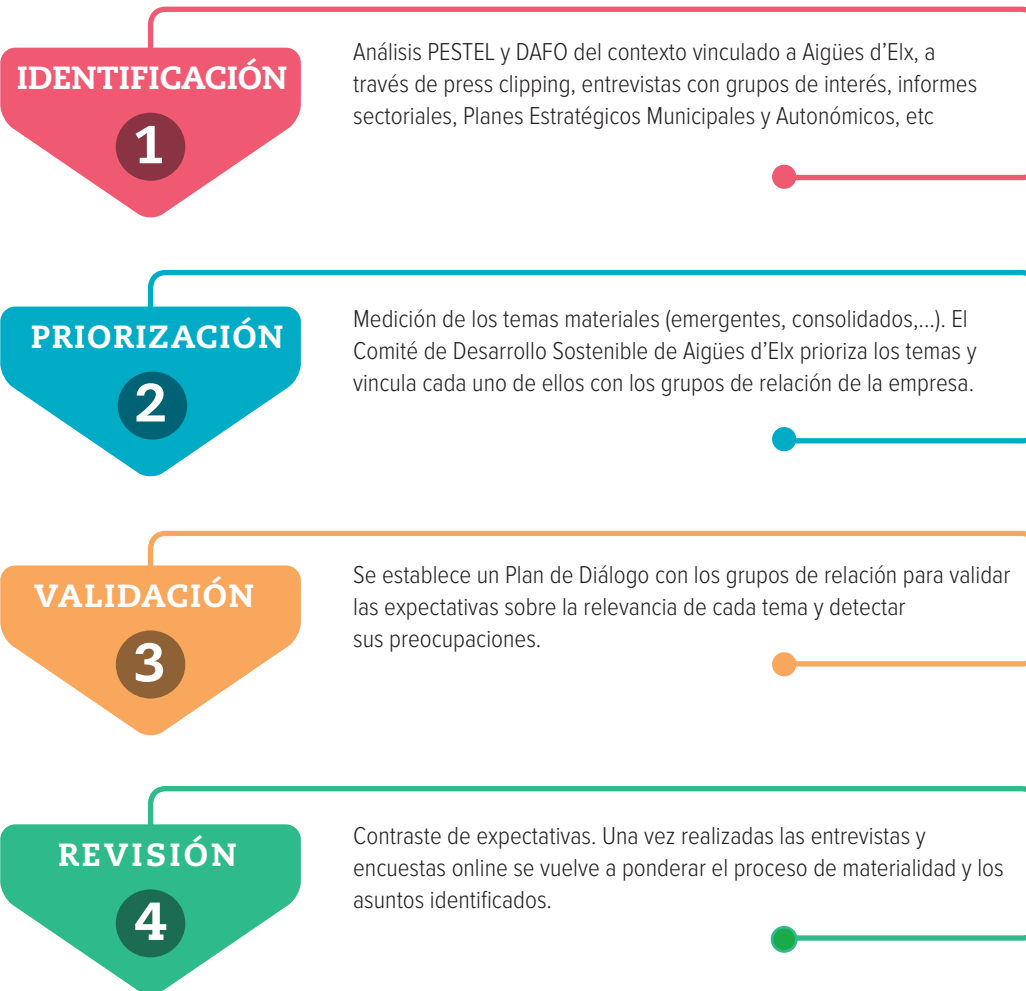 IDENTIFICACIÓN
1
Análisis PESTEL y DAFO del contexto vinculado a Aigües d’Elx, a
través de press clipping, entrevistas con grupos de interés, informes
sectoriales, Planes Estratégicos Municipales y Autonómicos, etc
PRIORIZACIÓN
2
Medición de los temas materiales (emergentes, consolidados,...). El
Comité de Desarrollo Sostenible de Aigües d’Elx prioriza los temas y
vincula cada uno de ellos con los grupos de relación de la empresa.
VALIDACIÓN
3
Se establece un Plan de Diálogo con los grupos de relación para validar
las expectativas sobre la relevancia de cada tema y detectar
sus preocupaciones.
REVISIÓN
4
Contraste de expectativas. Una vez realizadas las entrevistas y
encuestas online se vuelve a ponderar el proceso de materialidad y los
asuntos identificados.